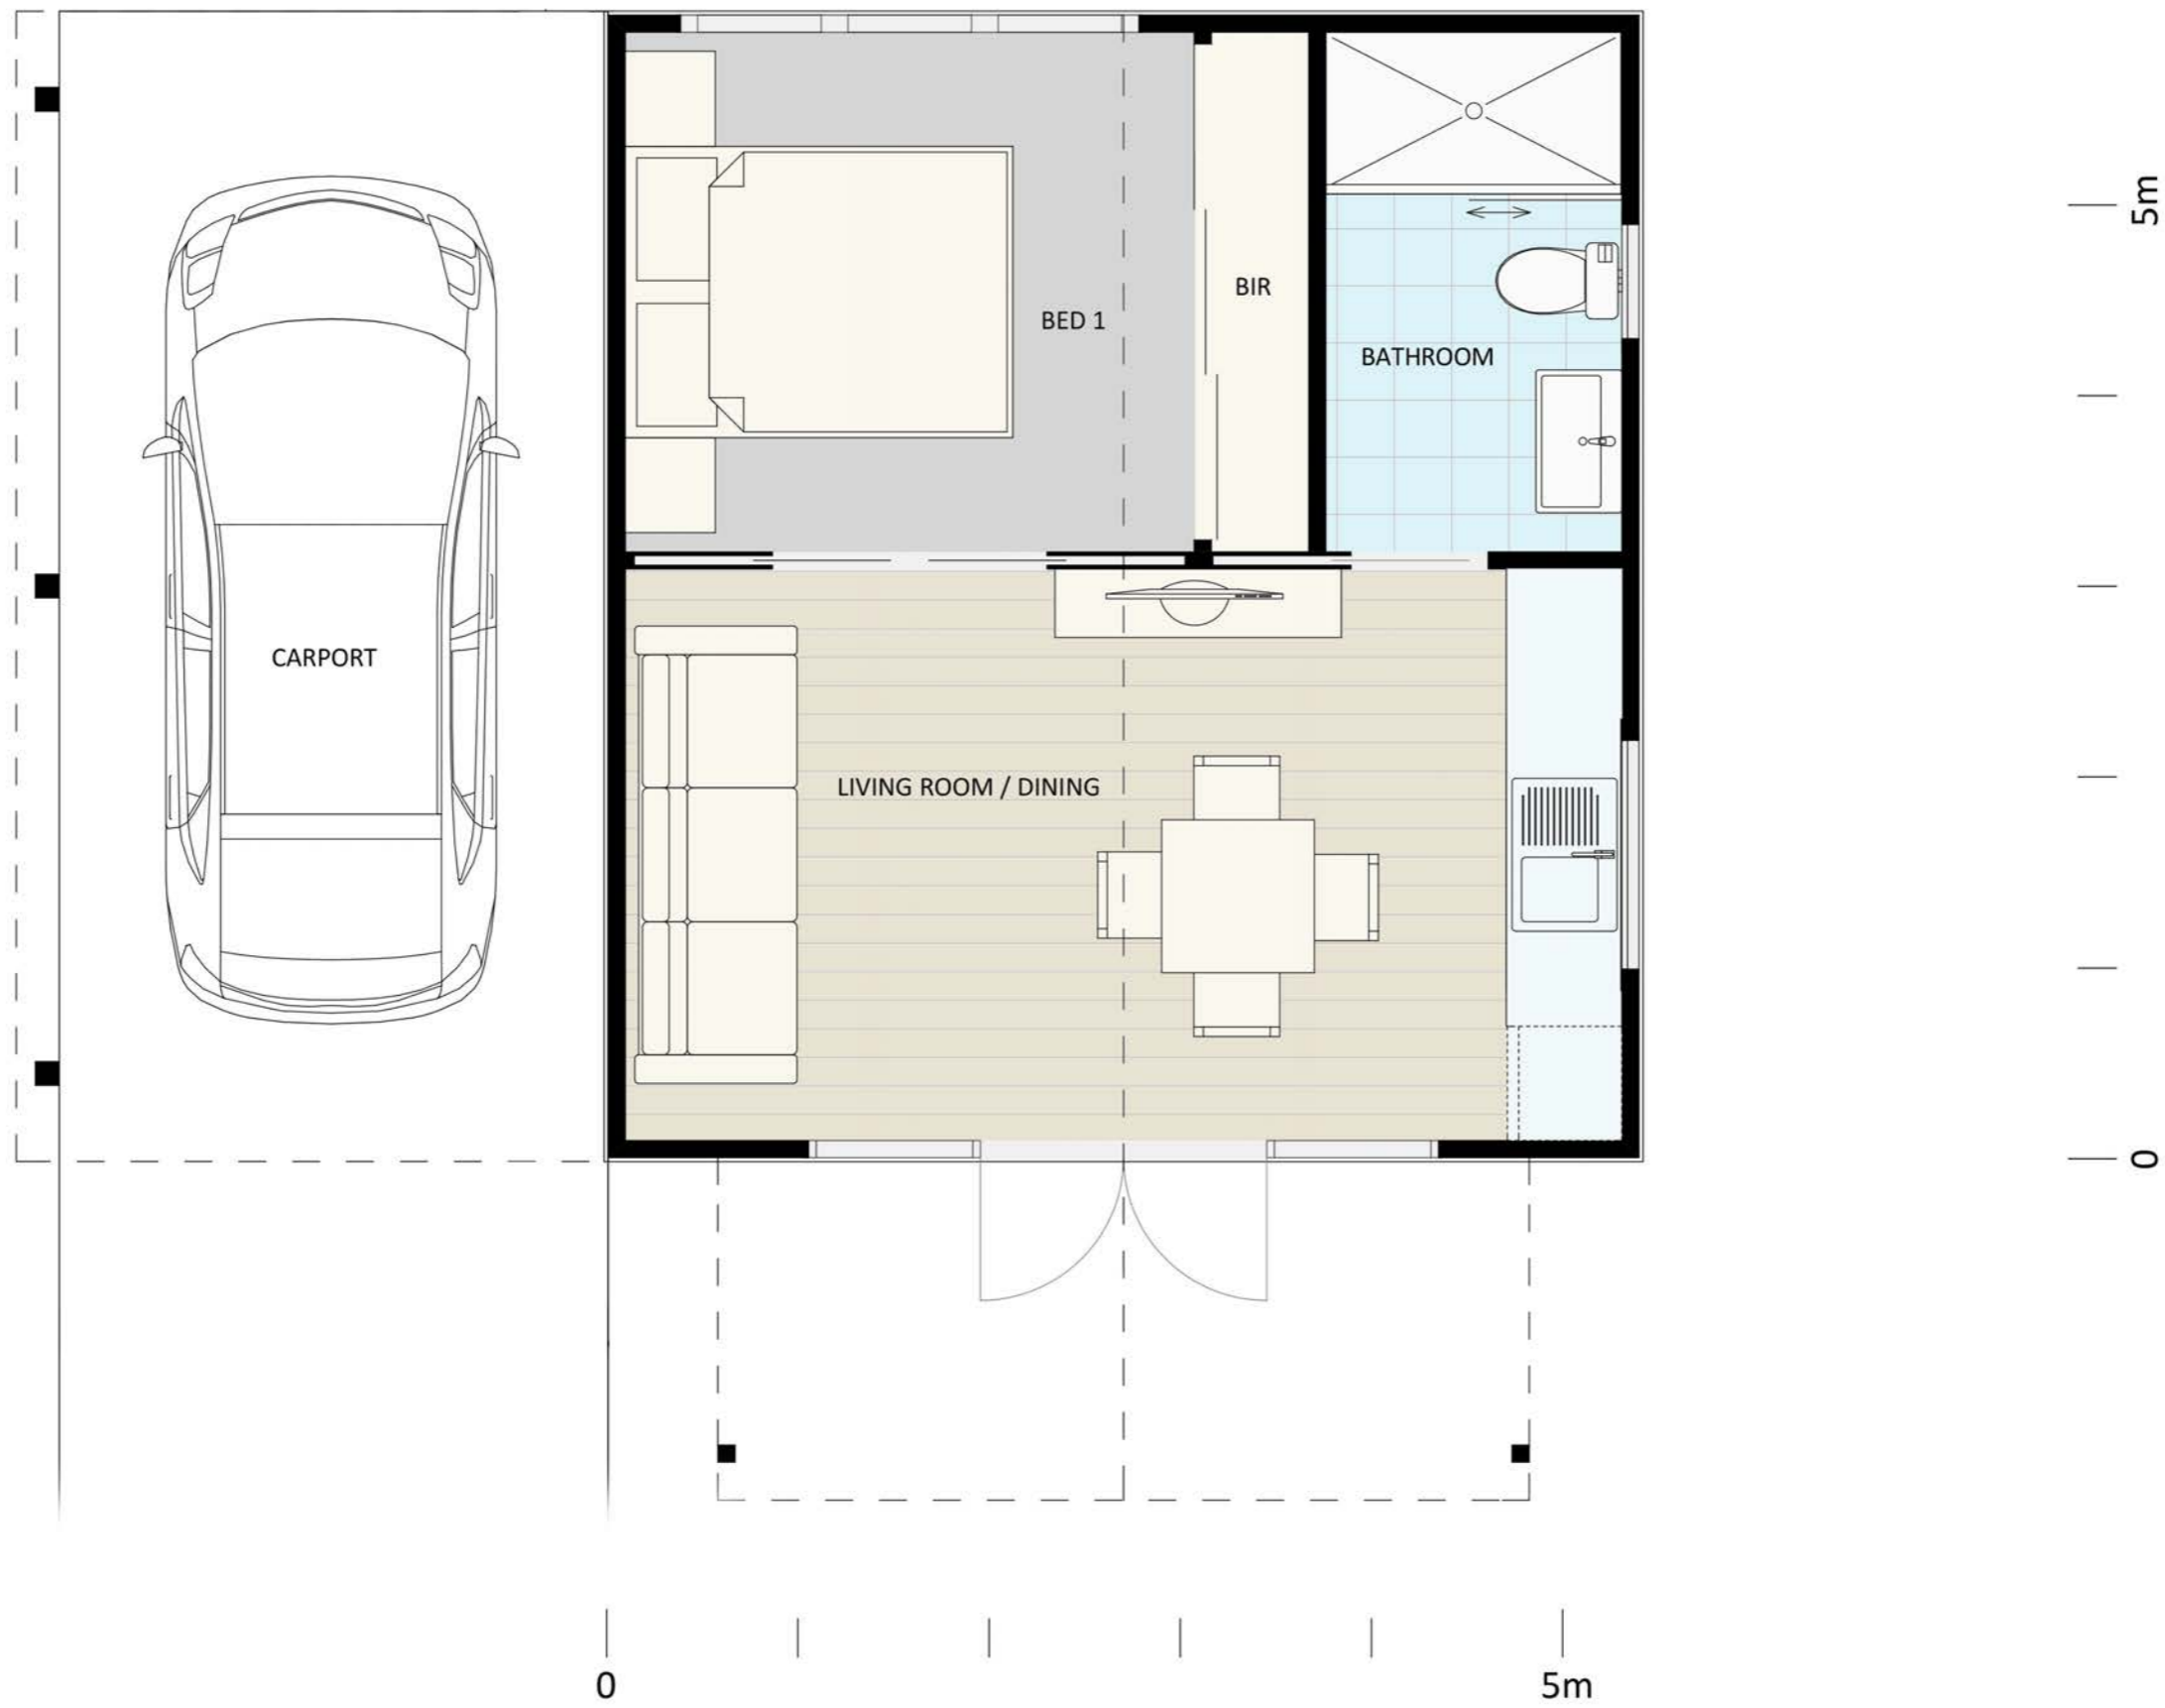 5m
BIR
BED 1
BATHROOM
CARPORT
LIVING ROOM / DINING
0
0
5m